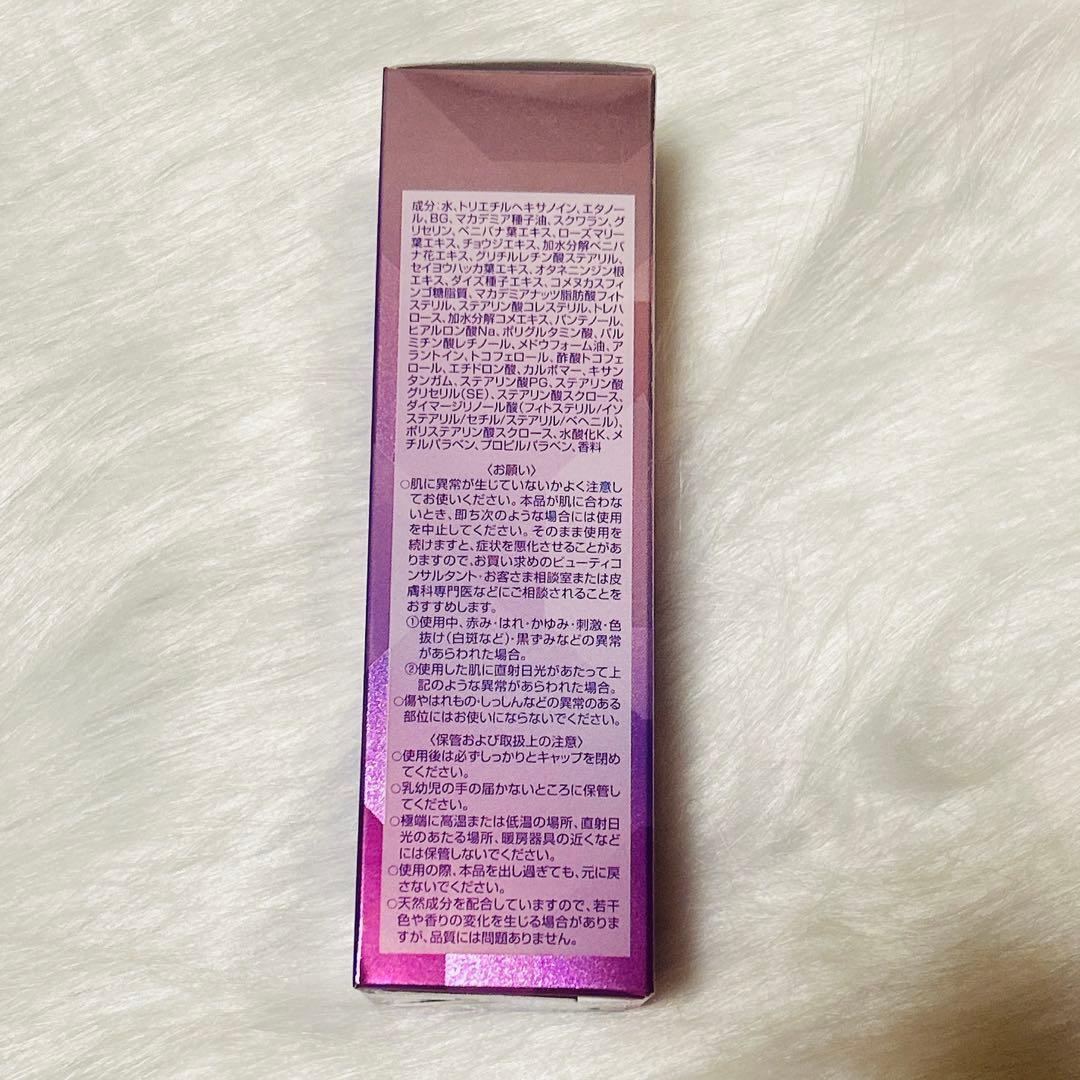 成分:水、トリエチルヘキサノイン、エタノー
ル、BG、マカデミア種子油、スクワラン、グ
リセリン、ベニバナ葉エキス、ローズマリー
葉エキス、チョウジエキス、加水分解ベニバ
ナ花エキス、グリチルレチン酸ステアリル、
セイヨウハッカ葉エキス、オタネニンジン根
エキス、ダイズ種子エキス、コメヌカスフィ
ンゴ糖脂質、マカデミアナッツ脂肪酸フィト
ステリル、ステアリン酸コレステリル、トレハ
ロース、加水分解コメエキス、パンテノール、
ヒアルロン酸Na、ポリグルタミン酸、パル
ミチン酸レチノール、メドウフォーム油、ア
ラントイン、トコフェロール、酢酸トコフェ
ロール、エチドロン酸、カルボマー、キサン
タンガム、ステアリン酸PG、ステアリン酸
グリセリル(SE)、ステアリン酸スクロース、
ダイマージリノール酸(フィトステリル/イソ
ステアリル/セチル/ステアリル/ベヘニル)、
ポリステアリン酸スクロース、水酸化K、メ
チルパラベン、プロピルパラベン、香料
〈お願い〉
○肌に異常が生じていないかよく注意し
てお使いください。本品が肌に合わな
いとき、即ち次のような場合には使用
を中止してください。そのまま使用を
続けますと、症状を悪化させることがあ
りますので、お買い求めのビューティコ
ンサルタント・お客さま相談室または皮
膚科専門医などにご相談されることを
おすすめします。
①使用中、赤み・はれ・かゆみ・刺激・色
抜け(白斑など)・黒ずみなどの異常
があらわれた場合。
②使用した肌に直射日光があたって上
記のような異常があらわれた場合。
○傷やはれもの・しっしんなどの異常のある
部位にはお使いにならないでください。
〈保管および取扱上の注意〉
○使用後は必ずしっかりとキャップを閉め
てください。
○乳幼児の手の届かないところに保管し
てください。
○極端に高温または低温の場所、直射日
光のあたる場所、暖房器具の近くなど
には保管しないでください。
○使用の際、本品を出し過ぎても、元に戻
さないでください。
○天然成分を配合していますので、若干
色や香りの変化を生じる場合がありま
すが、品質には問題ありません。